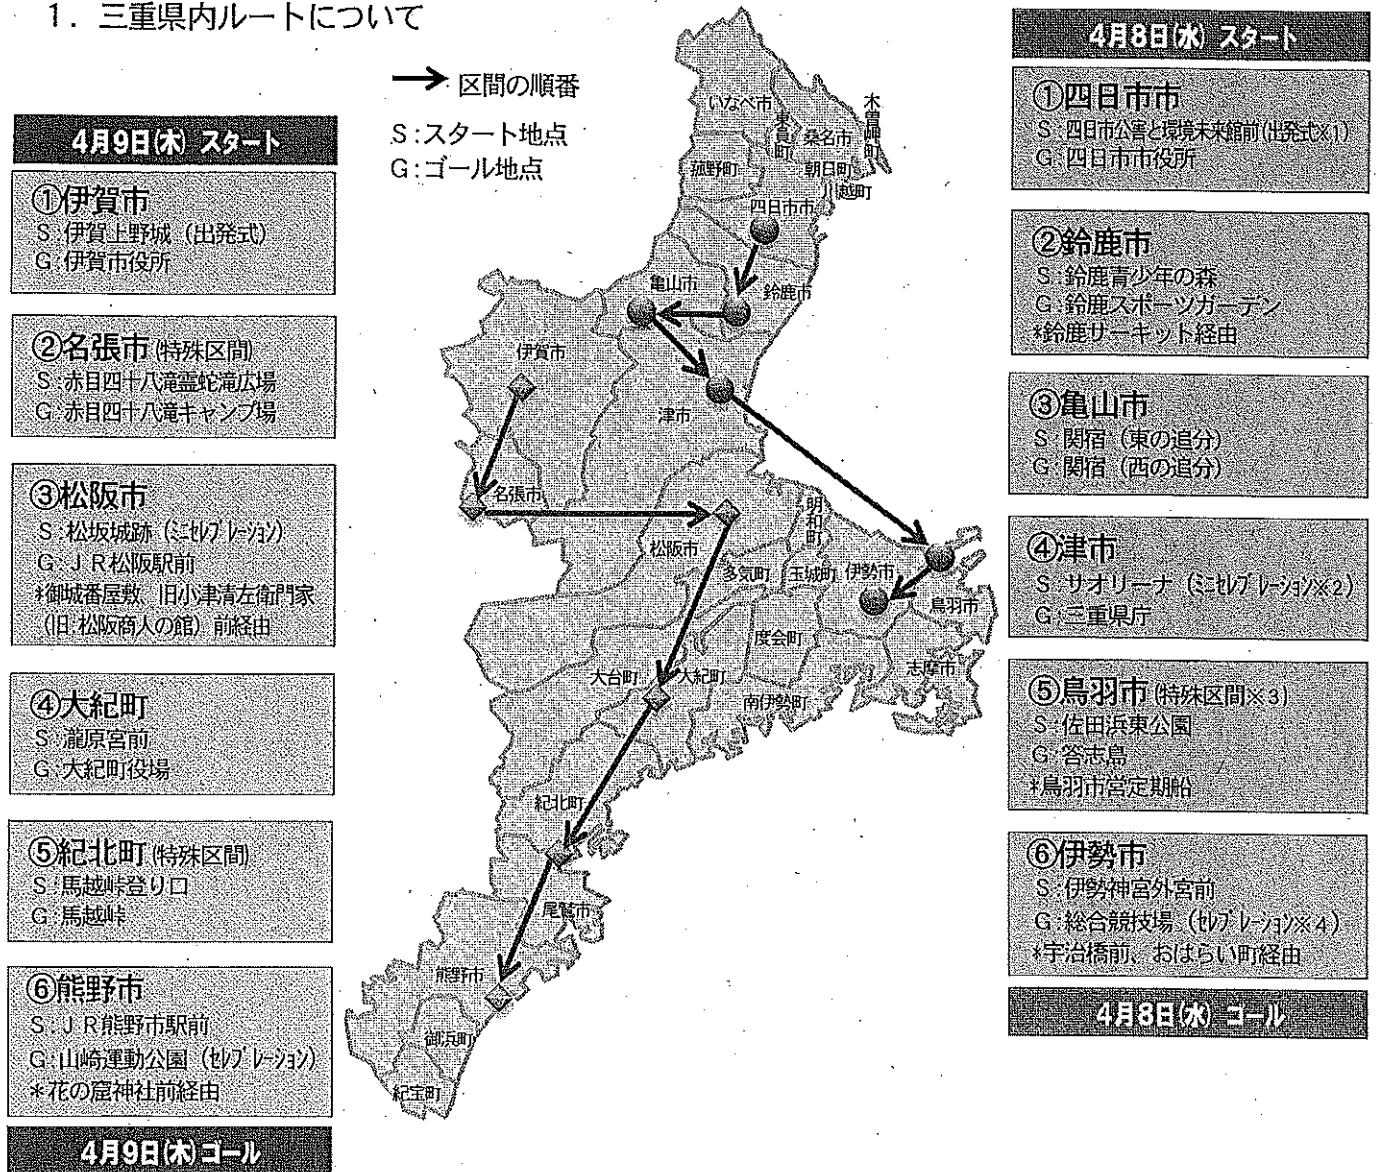 1. 三重県内ルートについて
→ 区間の順番
S:スタート地点
G:ゴール地点
4月9日(木) スタート
①伊賀市
S:伊賀上野城(出発式)
G:伊賀市役所
②名張市(特殊区間)
S:赤目四十八滝霊蛇滝広場
G:赤目四十八滝キャンプ場
③松阪市
S:松坂城跡(ミニセレブレーション)
G:JR松阪駅前
*御城番屋敷、旧小津清左衛門家
(旧:松阪商人の館)前経由
④大紀町
S:瀧原宮前
G:大紀町役場
⑤紀北町(特殊区間)
S:馬越峠登り口
G:馬越峠
⑥熊野市
S:JR熊野市駅前
G:山崎運動公園(セレブレーション)
*花の窟神社前経由
4月9日(木)ゴール
いなべ市
東員町
桑名市
木曽岬町
菰野町
朝日町
川越町
四日市市
亀山市
鈴鹿市
伊賀市
津市
名張市
松阪市
明和町
多気町
玉城町
伊勢市
鳥羽市
度会町
志摩市
大台町
大紀町
南伊勢町
紀北町
尾鷲市
熊野市
御浜町
紀宝町
4月8日(水) スタート
①四日市市
S:四日市公害と環境未来館前(出発式※1)
G:四日市市役所
②鈴鹿市
S:鈴鹿青少年の森
G:鈴鹿スポーツガーデン
*鈴鹿サーキット経由
③亀山市
S:関宿(東の追分)
G:関宿(西の追分)
④津市
S:サオリーナ(ミニセレブレーション※2)
G:三重県庁
⑤鳥羽市(特殊区間※3)
S:佐田浜東公園
G:答志島
*鳥羽市営定期船
⑥伊勢市
S:伊勢神宮外宮前
G:総合競技場(セレブレーション※4)
*宇治橋前、おはらい町経由
4月8日(水) ゴール